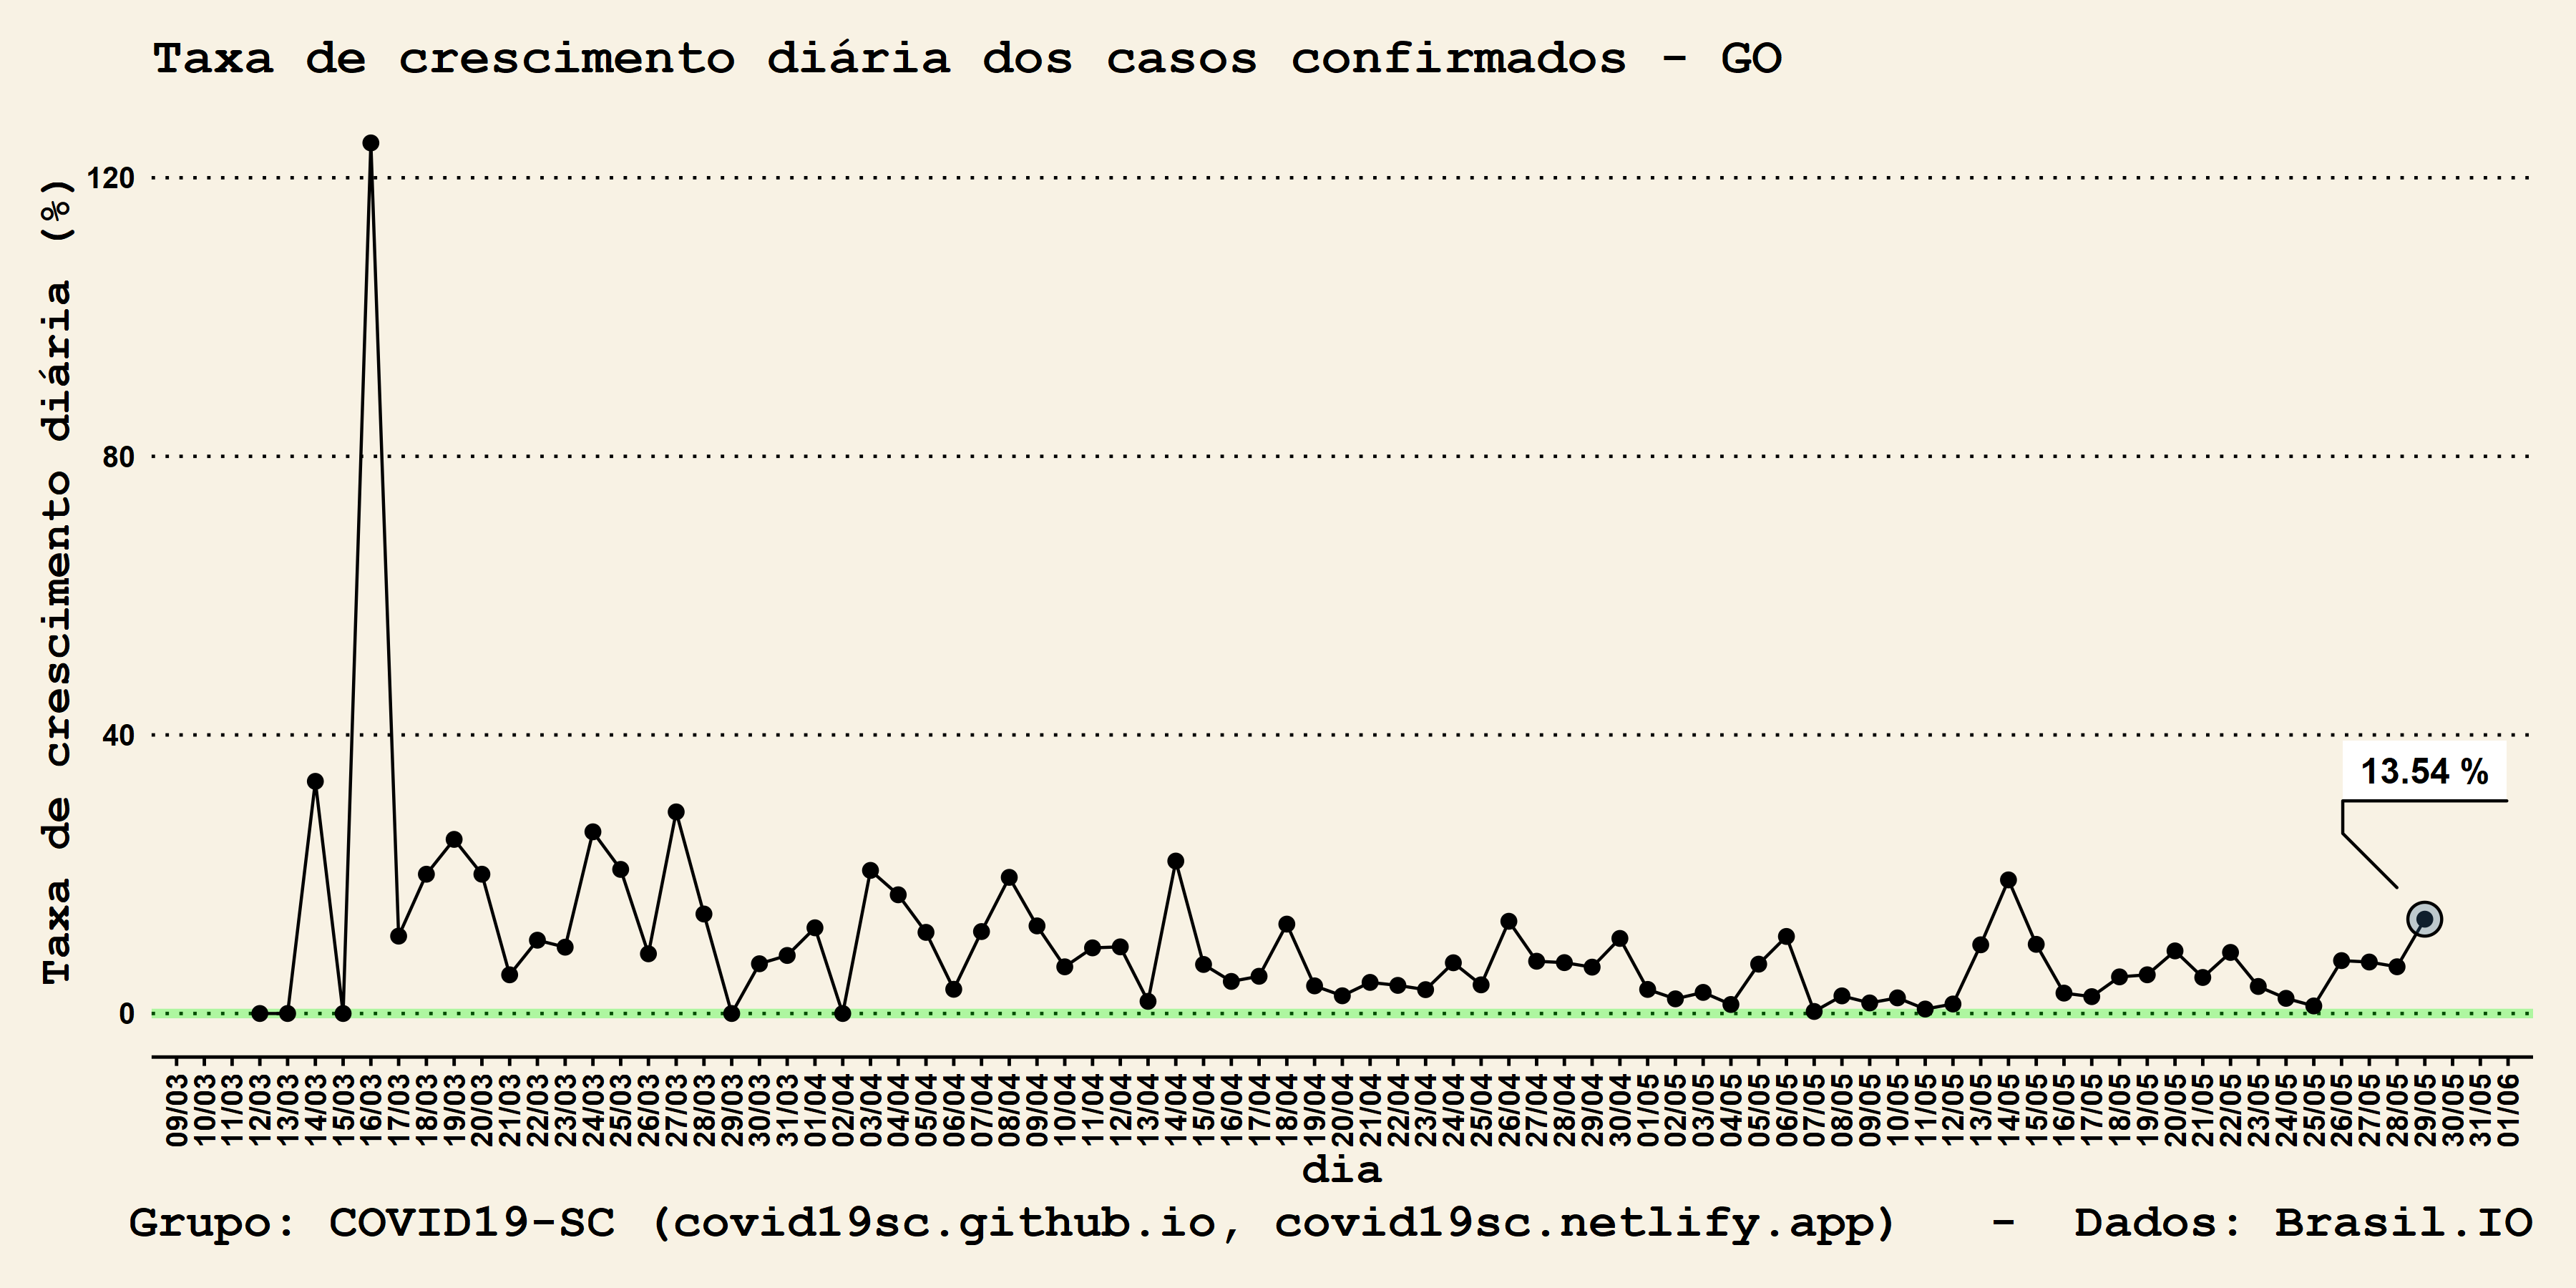 Taxa de crescimento diária dos casos confirmados - GO
Taxa de crescimento diária (%)
120
80
40
0
13.54 %
09/03 10/03 11/03 12/03 13/03 14/03 15/03 16/03 17/03 18/03 19/03 20/03 21/03 22/03 23/03 24/03 25/03 26/03 27/03 28/03 29/03 30/03 31/03 01/04 02/04 03/04 04/04 05/04 06/04 07/04 08/04 09/04 10/04 11/04 12/04 13/04 14/04 15/04 16/04 17/04 18/04 19/04 20/04 21/04 22/04 23/04 24/04 25/04 26/04 27/04 28/04 29/04 30/04 01/05 02/05 03/05 04/05 05/05 06/05 07/05 08/05 09/05 10/05 11/05 12/05 13/05 14/05 15/05 16/05 17/05 18/05 19/05 20/05 21/05 22/05 23/05 24/05 25/05 26/05 27/05 28/05 29/05 30/05 31/05 01/06
dia
Grupo: COVID19-SC (covid19sc.github.io, covid19sc.netlify.app) - Dados: Brasil.IO